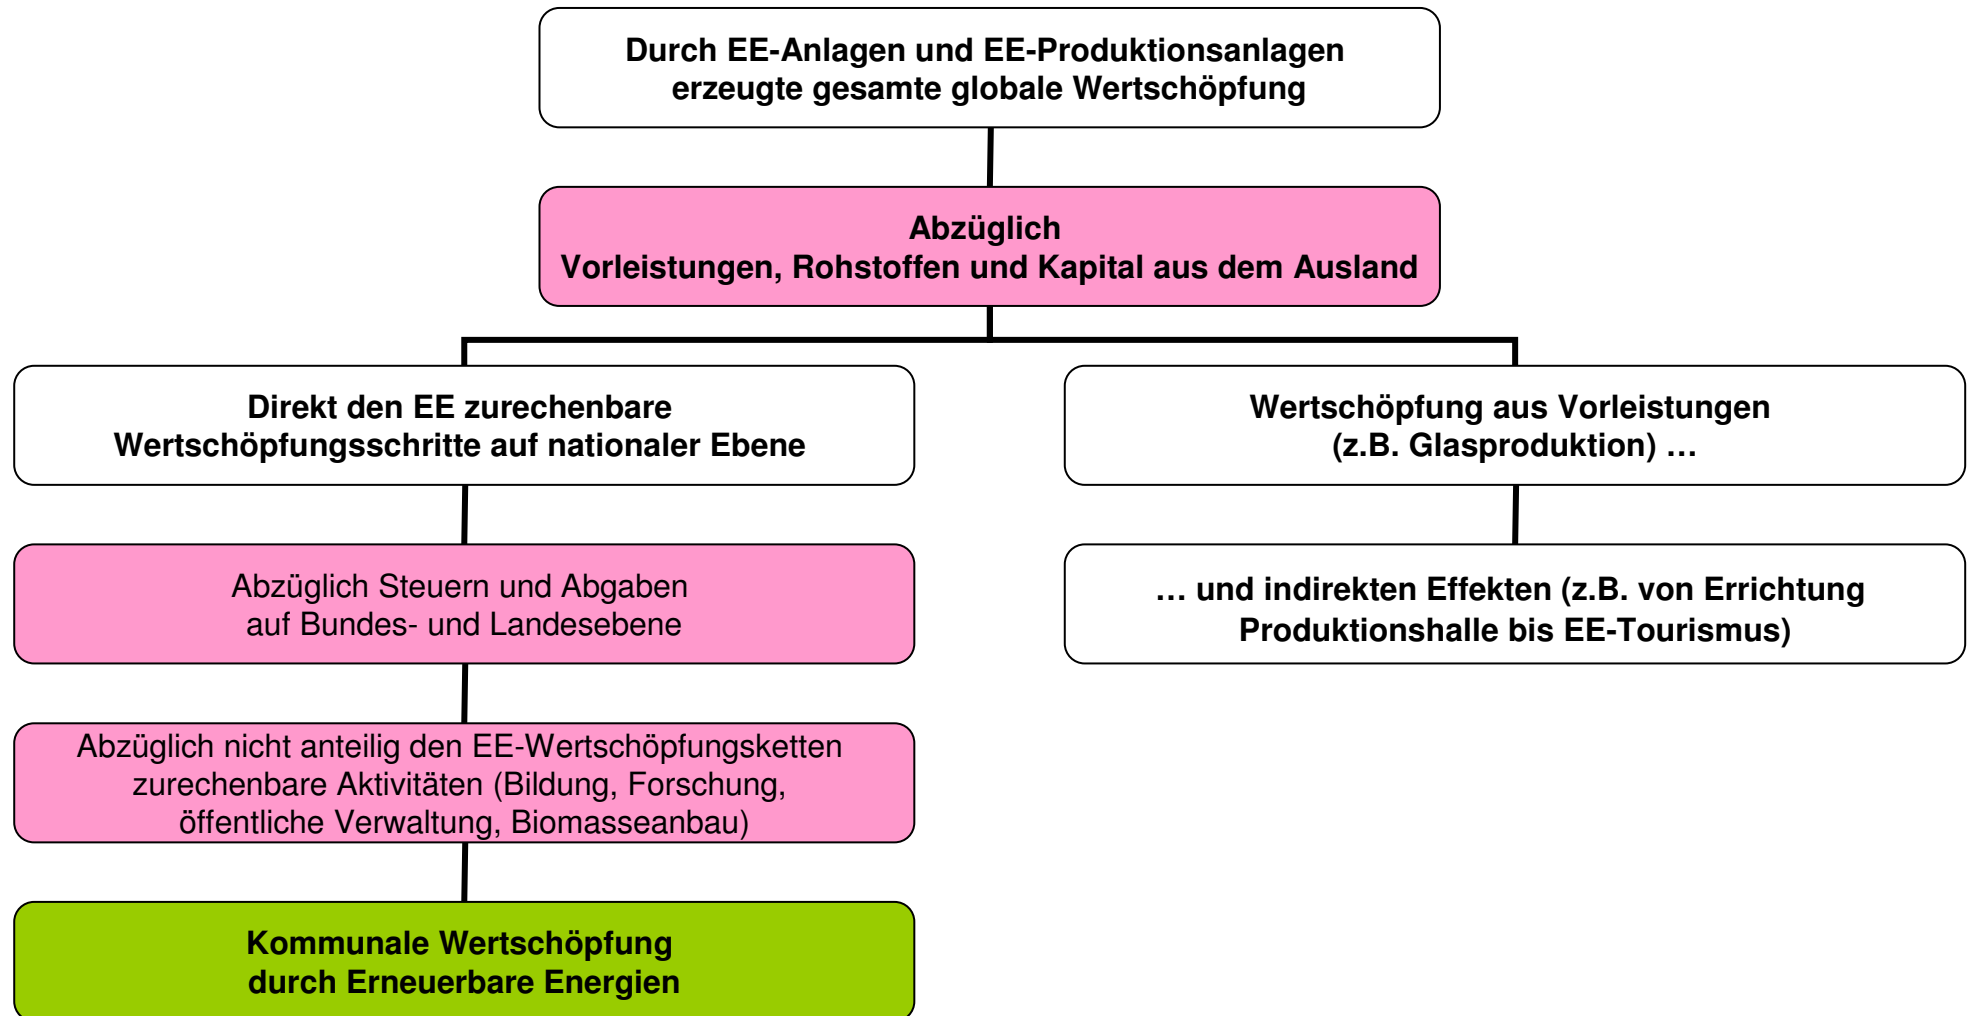 Durch EE-Anlagen und EE-Produktionsanlagen
erzeugte gesamte globale Wertschöpfung
Abzüglich
Vorleistungen, Rohstoffen und Kapital aus dem Ausland
Direkt den EE zurechenbare
Wertschöpfungsschritte auf nationaler Ebene
Wertschöpfung aus Vorleistungen
(z.B. Glasproduktion) …
Abzüglich Steuern und Abgaben
auf Bundes- und Landesebene
… und indirekten Effekten (z.B. von Errichtung
Produktionshalle bis EE-Tourismus)
Abzüglich nicht anteilig den EE-Wertschöpfungsketten
zurechenbare Aktivitäten (Bildung, Forschung,
öffentliche Verwaltung, Biomasseanbau)
Kommunale Wertschöpfung
durch Erneuerbare Energien